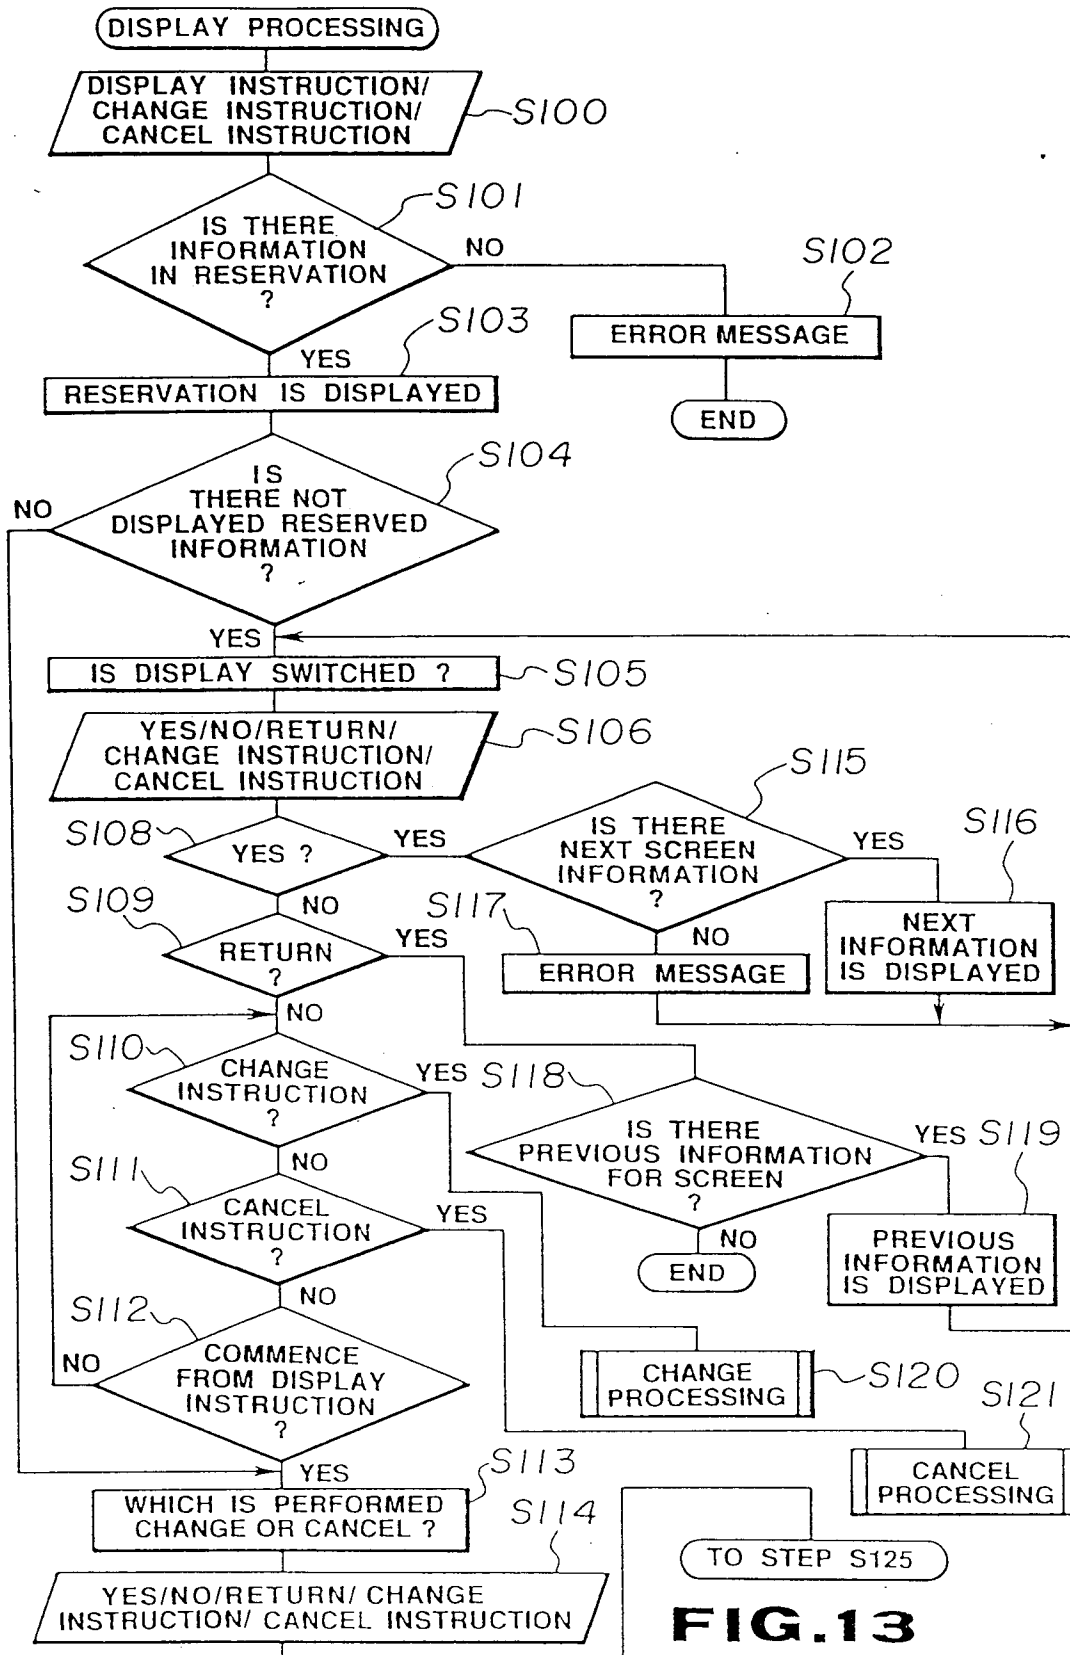 DISPLAY PROCESSING
DISPLAY INSTRUCTION/
CHANGE INSTRUCTION/
CANCEL INSTRUCTION
S100
S101
IS THERE
INFORMATION
IN RESERVATION
?
NO
S102
ERROR MESSAGE
END
S103
YES
RESERVATION IS DISPLAYED
S104
IS
THERE NOT
DISPLAYED RESERVED
INFORMATION
?
NO
YES
IS DISPLAY SWITCHED ?
S105
YES/NO/RETURN/
CHANGE INSTRUCTION/
CANCEL INSTRUCTION
S106
S108
YES ?
YES
S115
IS THERE
NEXT SCREEN
INFORMATION
?
YES
S116
NEXT
INFORMATION
IS DISPLAYED
NO
S109
RETURN
?
YES
S117
NO
ERROR MESSAGE
NO
S110
CHANGE
INSTRUCTION
?
YES
S118
IS THERE
PREVIOUS INFORMATION
FOR SCREEN
?
YES
S119
PREVIOUS
INFORMATION
IS DISPLAYED
NO
END
NO
S111
CANCEL
INSTRUCTION
?
YES
NO
S112
COMMENCE
FROM DISPLAY
INSTRUCTION
?
NO
CHANGE
PROCESSING
S120
S121
CANCEL
PROCESSING
YES
S113
WHICH IS PERFORMED
CHANGE OR CANCEL ?
S114
YES/NO/RETURN/ CHANGE
INSTRUCTION/ CANCEL INSTRUCTION
TO STEP S125
FIG.13